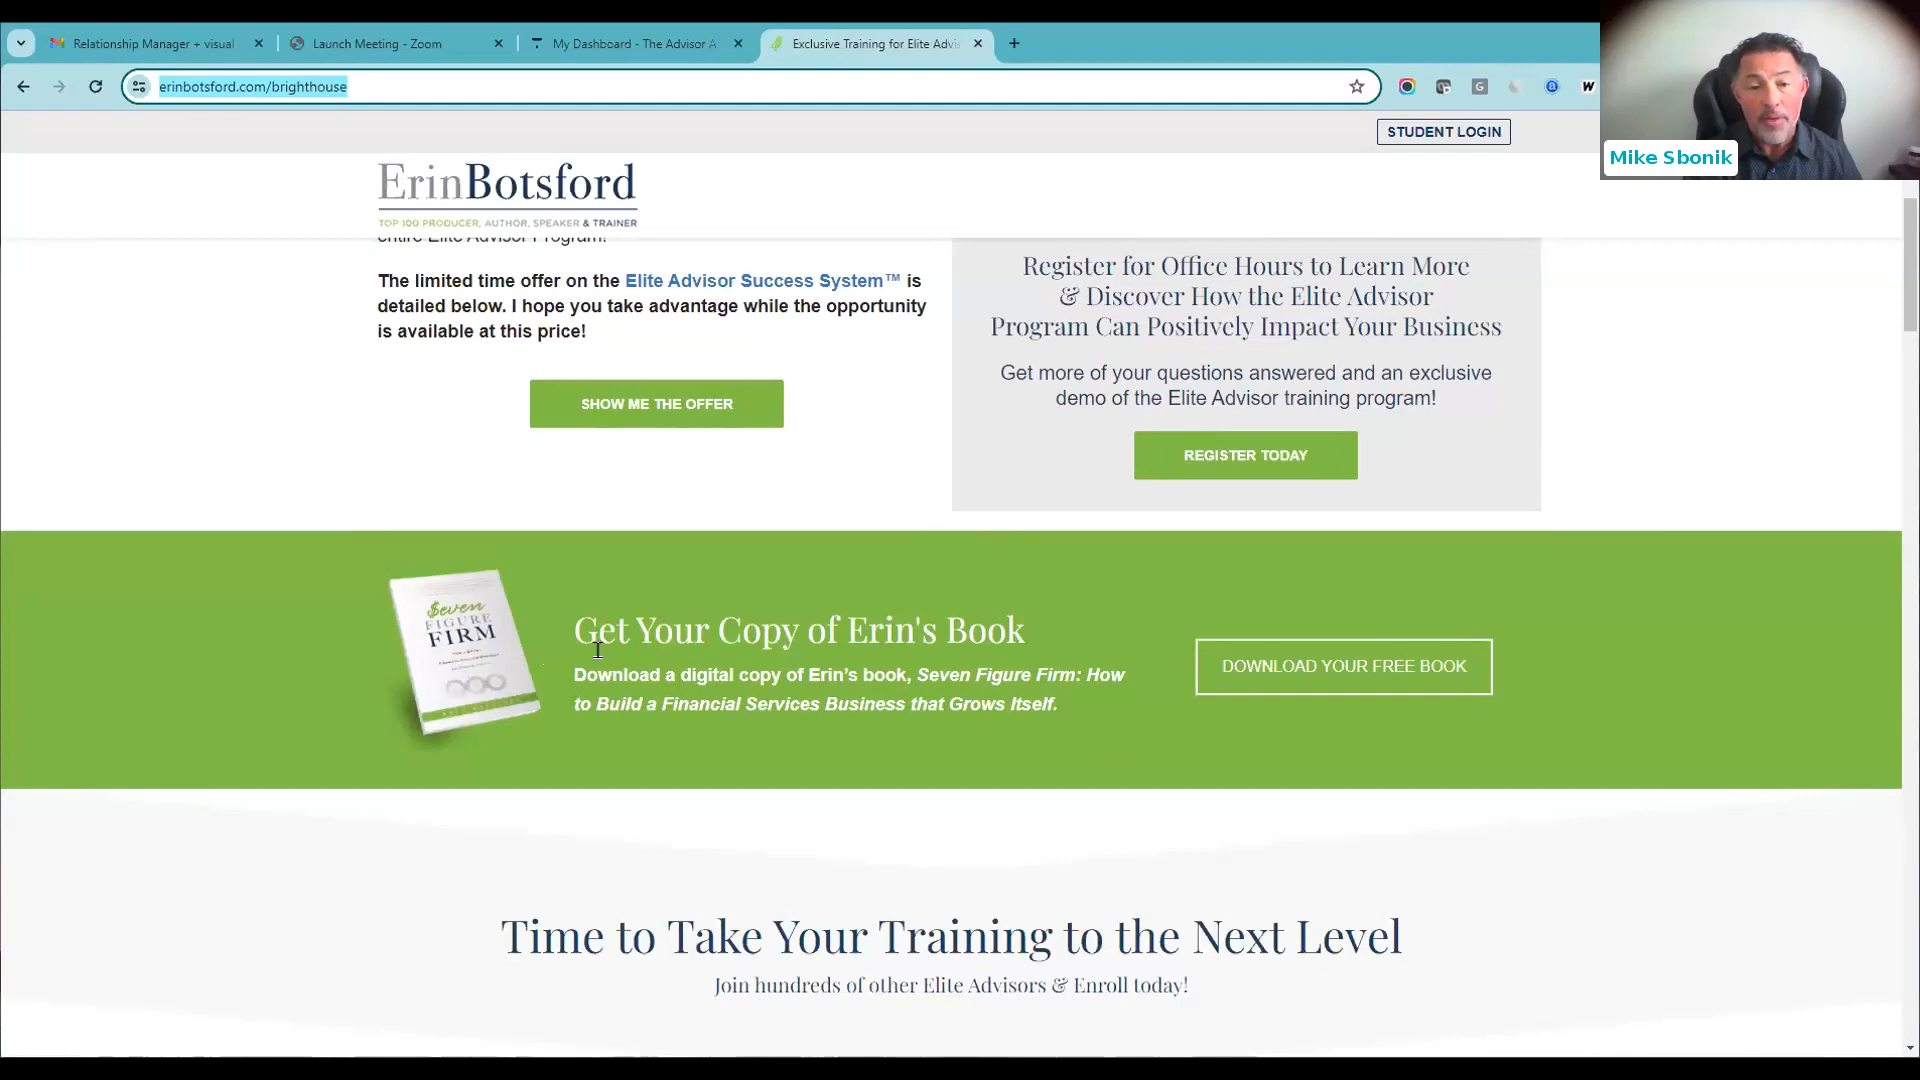 Relationship Manager + visual
Launch Meeting - Zoom
My Dashboard - The Advisor A
Exclusive Training for Elite Advis
erinbotsford.com/brighthouse
STUDENT LOGIN
Mike Sbonik
ErinBotsford
TOP 100 PRODUCER, AUTHOR, SPEAKER & TRAINER
entire Elite Advisor Program!
The limited time offer on the Elite Advisor Success System™ is
detailed below. I hope you take advantage while the opportunity
is available at this price!
SHOW ME THE OFFER
Register for Office Hours to Learn More
& Discover How the Elite Advisor
Program Can Positively Impact Your Business
Get more of your questions answered and an exclusive
demo of the Elite Advisor training program!
REGISTER TODAY
$even
FIGURE
FIRM
Get Your Copy of Erin's Book
Download a digital copy of Erin’s book, Seven Figure Firm: How
to Build a Financial Services Business that Grows Itself.
DOWNLOAD YOUR FREE BOOK
Time to Take Your Training to the Next Level
Join hundreds of other Elite Advisors & Enroll today!